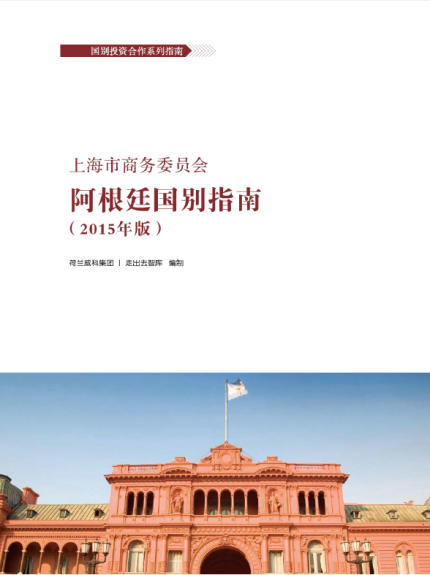 国别投资合作系列指南
上海市商务委员会
阿根廷国别指南
（2015年版）
荷兰威科集团 | 走出去智库 编制